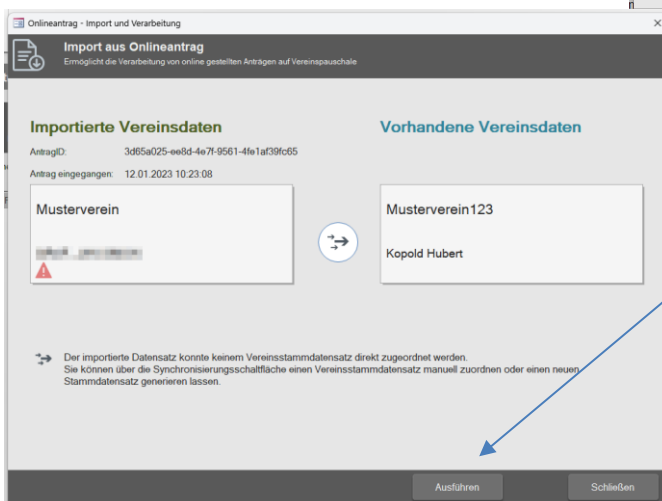 Onlineantrag - Import und Verarbeitung
Import aus Onlineantrag
Ermöglicht die Verarbeitung von online gestellten Anträgen auf Vereinspauschale
Importierte Vereinsdaten
Vorhandene Vereinsdaten
AntragID: 3d65a025-ee8d-4e7f-9561-4fe1af39fc65
Antrag eingegangen: 12.01.2023 10:23:08
Musterverein
Musterverein123
Kopold Hubert
Der importierte Datensatz konnte keinem Vereinsstammdatensatz direkt zugeordnet werden.
Sie können über die Synchronisierungsschaltfläche einen Vereinsstammdatensatz manuell zuordnen oder einen neuen
Stammdatensatz generieren lassen.
Ausführen
Schließen